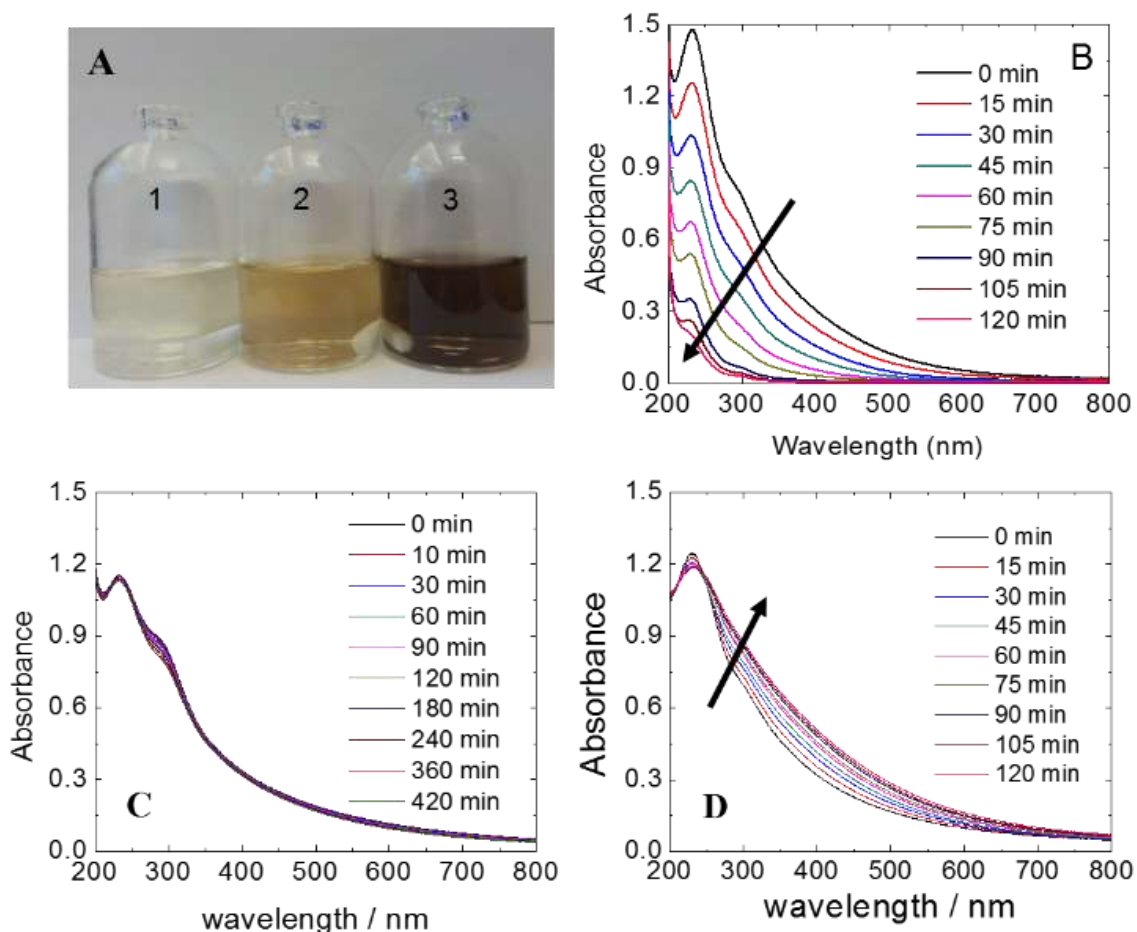 A
1 2 3
B
Absorbance
1.5
1.2
0.9
0.6
0.3
0.0
0 min
15 min
30 min
45 min
60 min
75 min
90 min
105 min
120 min
200 300 400 500 600 700 800
Wavelength (nm)
Absorbance
1.5
1.2
0.9
0.6
0.3
0.0
0 min
10 min
30 min
60 min
90 min
120 min
180 min
240 min
360 min
420 min
C
200 300 400 500 600 700 800
wavelength / nm
Absorbance
1.5
1.2
0.9
0.6
0.3
0.0
0 min
15 min
30 min
45 min
60 min
75 min
90 min
105 min
120 min
D
200 300 400 500 600 700 800
wavelength / nm